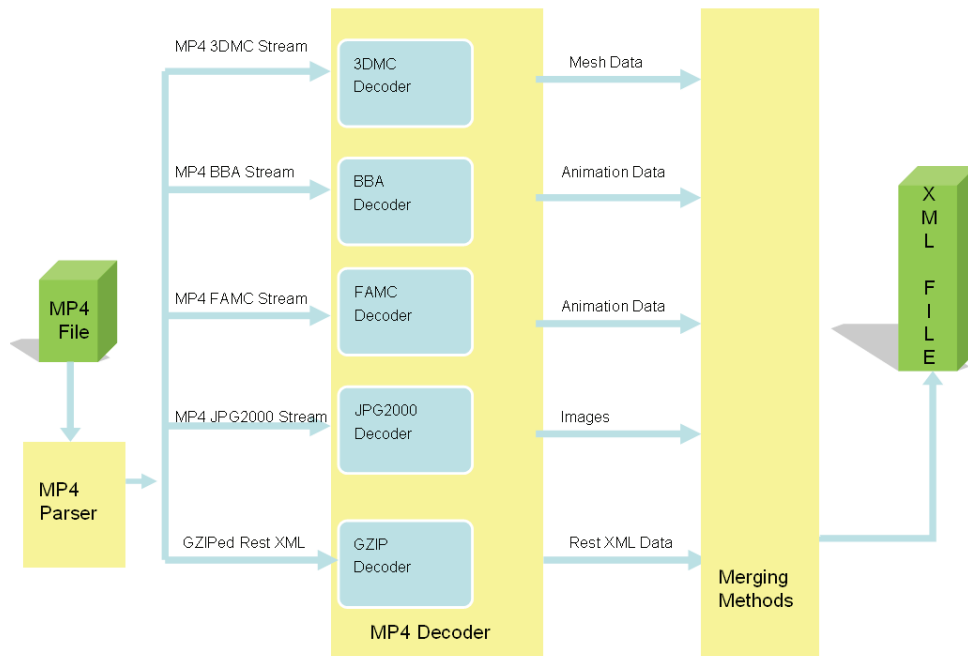 MP4 3DMC Stream
3DMC
Decoder
Mesh Data
MP4 BBA Stream
BBA
Decoder
Animation Data
MP4 FAMC Stream
FAMC
Decoder
Animation Data
MP4 JPG2000 Stream
JPG2000
Decoder
Images
GZIPed Rest XML
GZIP
Decoder
Rest XML Data
MP4
File
MP4
Parser
MP4 Decoder
Merging
Methods
X
M
L
F
I
L
E